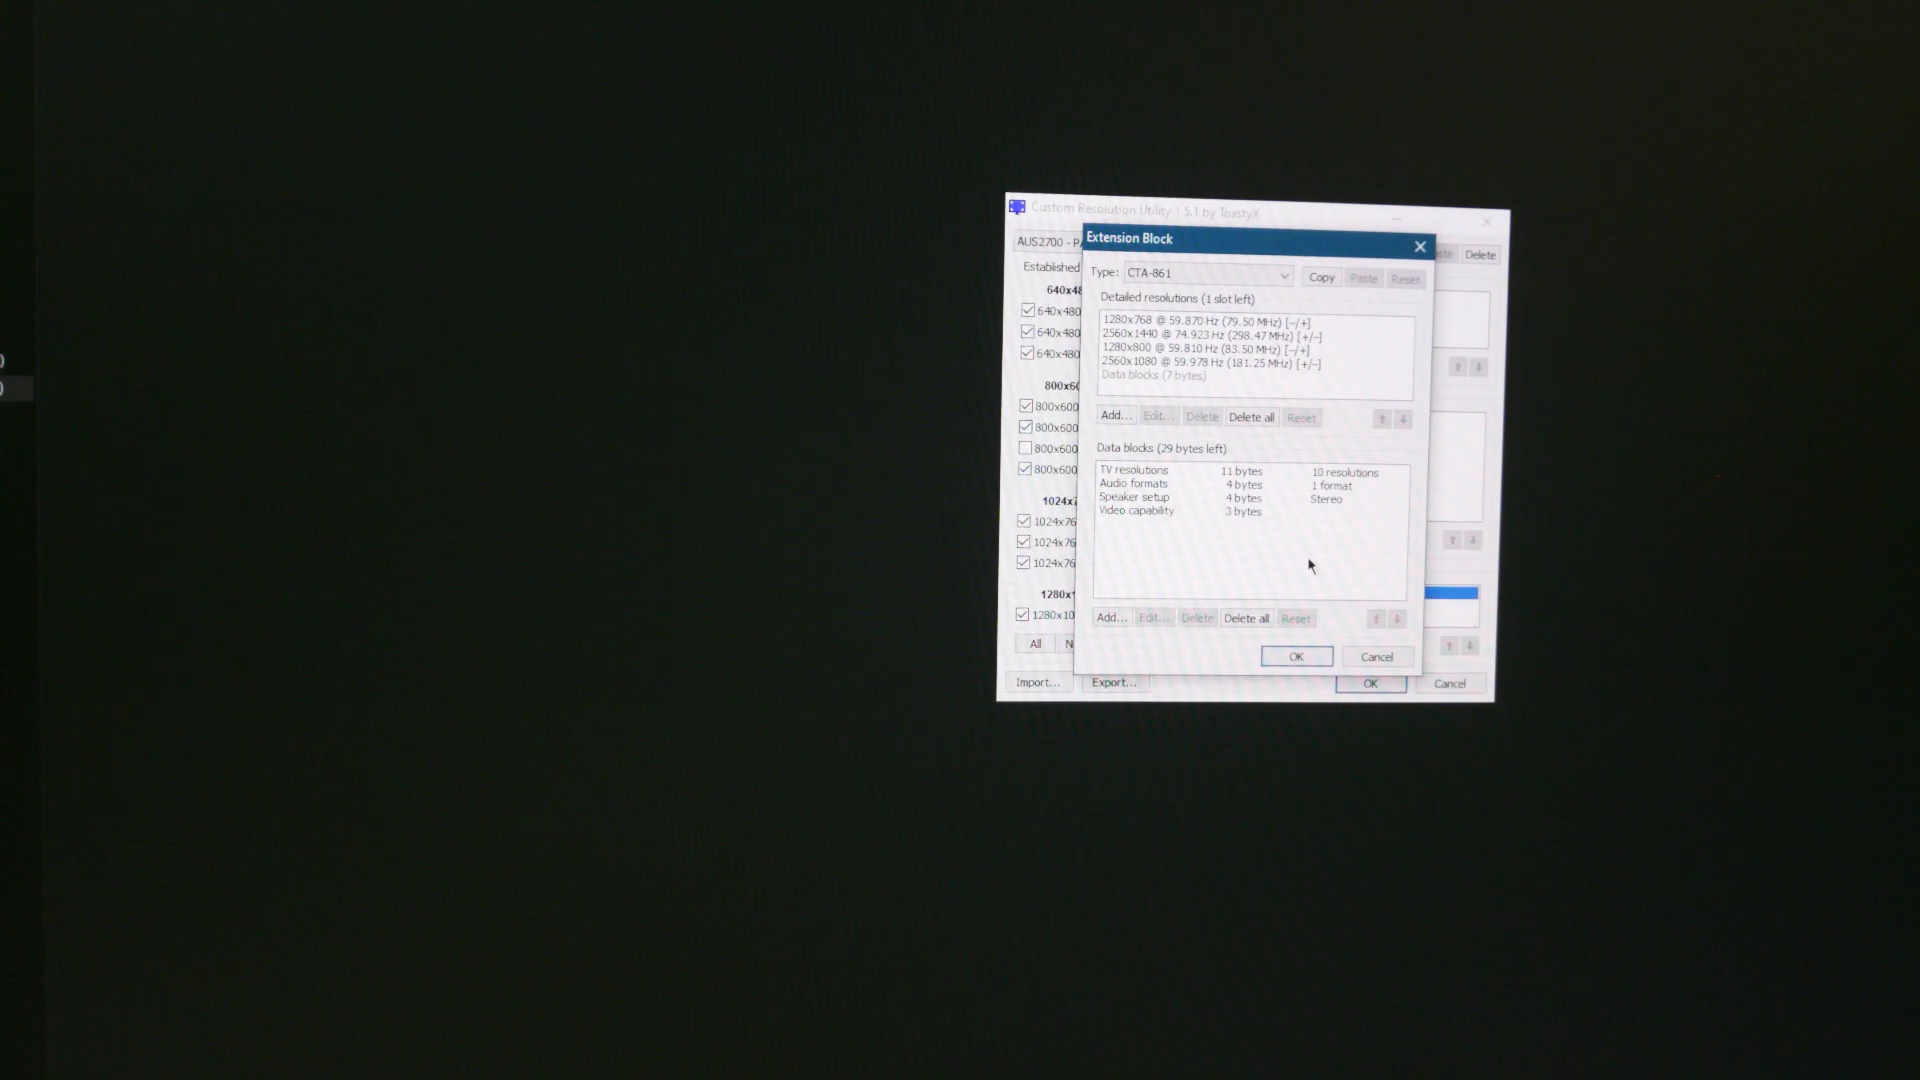 Custom Resolution Utility 1.5.1 by ToastyX
AUS2700 - PA
Delete
Extension Block
Type: CTA-861
Copy Paste Reset
Established
Detailed resolutions (1 slot left)
1280x768 @ 59.870 Hz (79.50 MHz) [-/+]
2560x1440 @ 74.923 Hz (298.47 MHz) [+/-]
1280x800 @ 59.810 Hz (83.50 MHz) [-/+]
2560x1080 @ 59.978 Hz (181.25 MHz) [+/-]
Data blocks (7 bytes)
Add... Edit... Delete Delete all Reset
Data blocks (29 bytes left)
TV resolutions 11 bytes 10 resolutions
Audio formats 4 bytes 1 format
Speaker setup 4 bytes Stereo
Video capability 3 bytes
Add... Edit... Delete Delete all Reset
OK Cancel
640x48
640x480
640x480
640x480
800x60
800x600
800x600
800x600
800x600
1024x7
1024x76
1024x76
1024x76
1280x1
1280x10
All N
Import... Export... OK Cancel